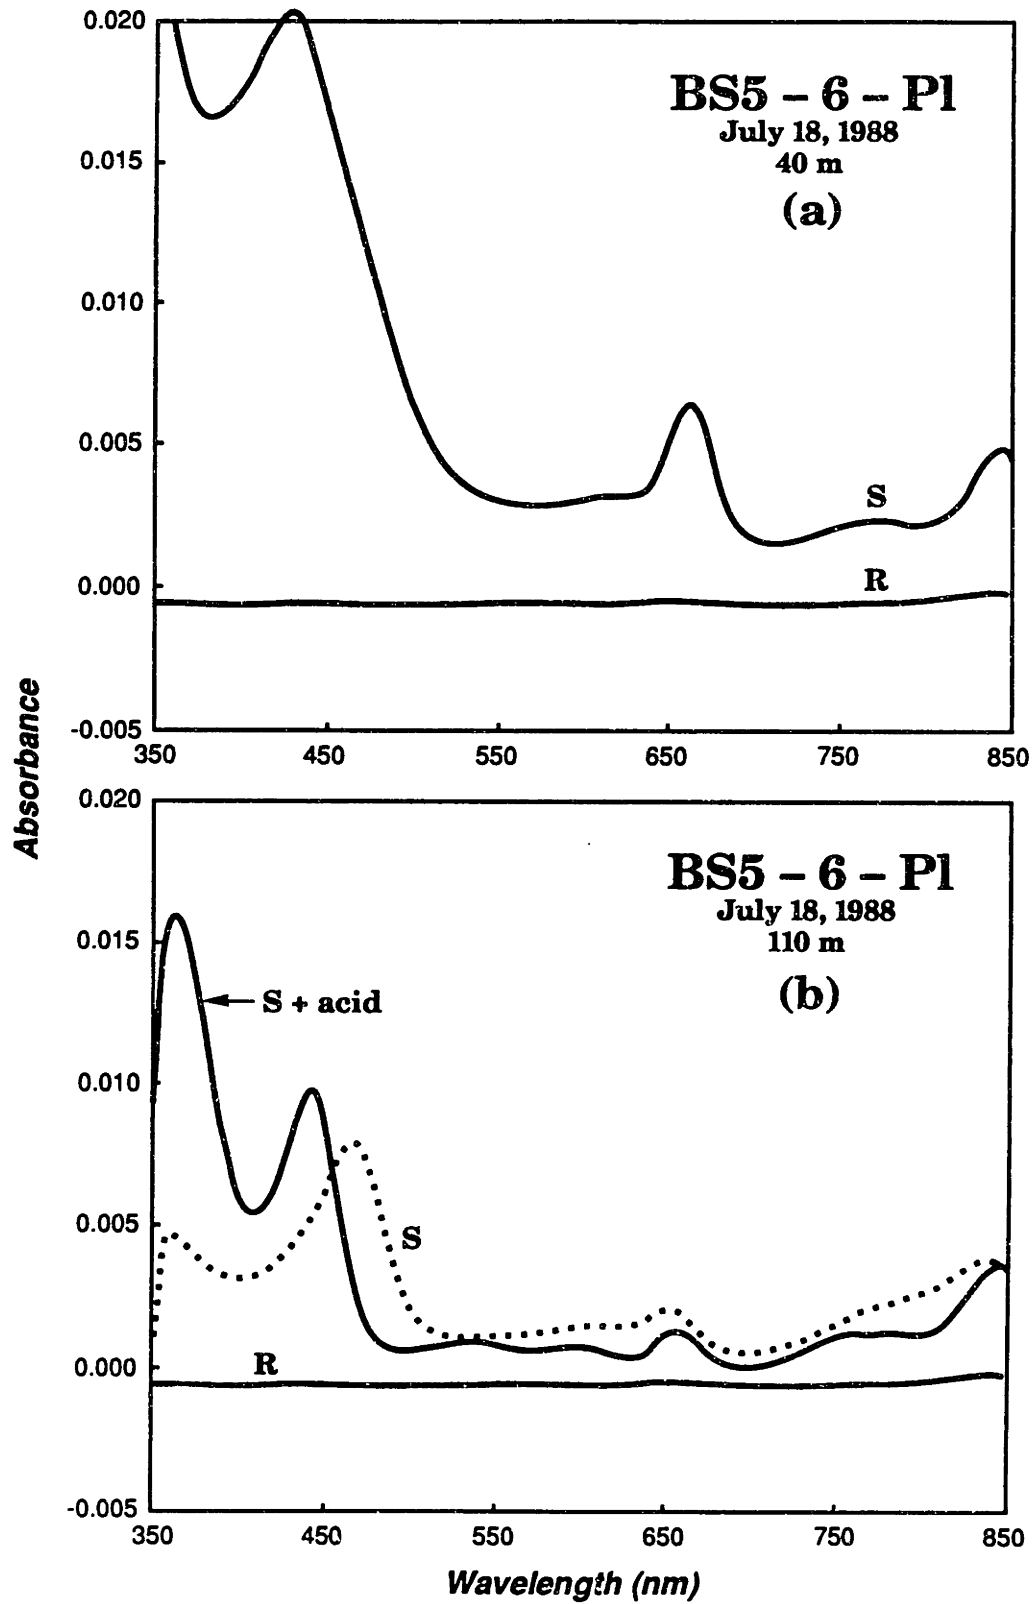 0.020
BS5 – 6 – Pl
July 18, 1988
40 m
(a)
0.015
0.010
0.005
S
R
0.000
-0.005
350 450 550 650 750 850
Absorbance
0.020
BS5 – 6 – Pl
July 18, 1988
110 m
(b)
0.015
S + acid
0.010
0.005
S
R
0.000
-0.005
350 450 550 650 750 850
Wavelength (nm)